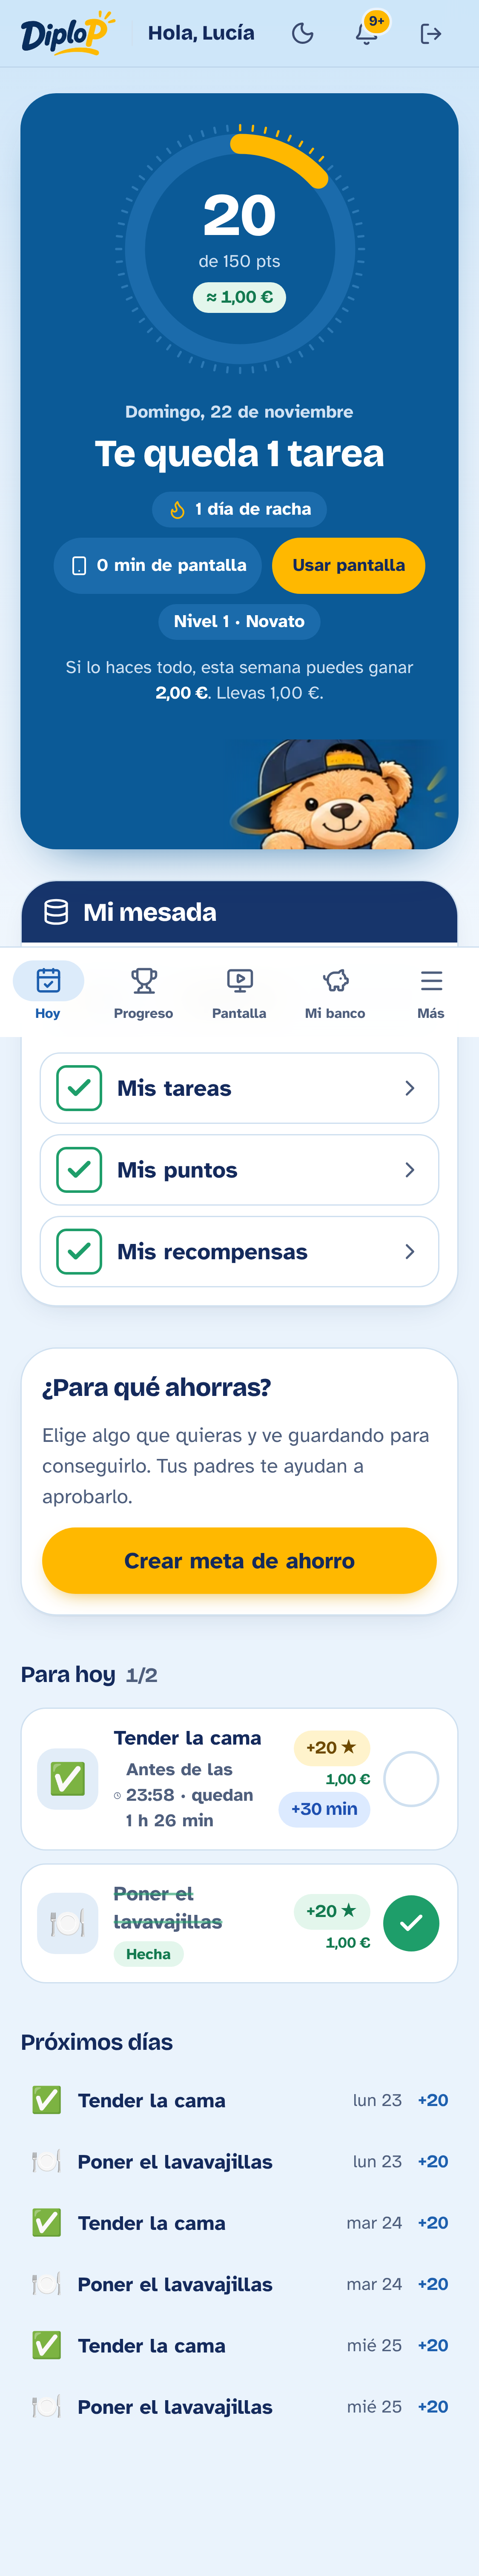 DiploP
Hola, Lucía
9+
20
de 150 pts
≈ 1,00 €
Domingo, 22 de noviembre
Te queda 1 tarea
1 día de racha
0 min de pantalla
Usar pantalla
Nivel 1 · Novato
Si lo haces todo, esta semana puedes ganar
2,00 €. Llevas 1,00 €.
Mi mesada
Hoy
Progreso
Pantalla
Mi banco
Más
Mis tareas
Mis puntos
Mis recompensas
¿Para qué ahorras?
Elige algo que quieras y ve guardando para
conseguirlo. Tus padres te ayudan a
aprobarlo.
Crear meta de ahorro
Para hoy 1/2
Tender la cama
Antes de las
23:58 · quedan
1 h 26 min
+20 ★
1,00 €
+30 min
Poner el
lavavajillas
Hecha
+20 ★
1,00 €
Próximos días
Tender la cama lun 23 +20
Poner el lavavajillas lun 23 +20
Tender la cama mar 24 +20
Poner el lavavajillas mar 24 +20
Tender la cama mié 25 +20
Poner el lavavajillas mié 25 +20